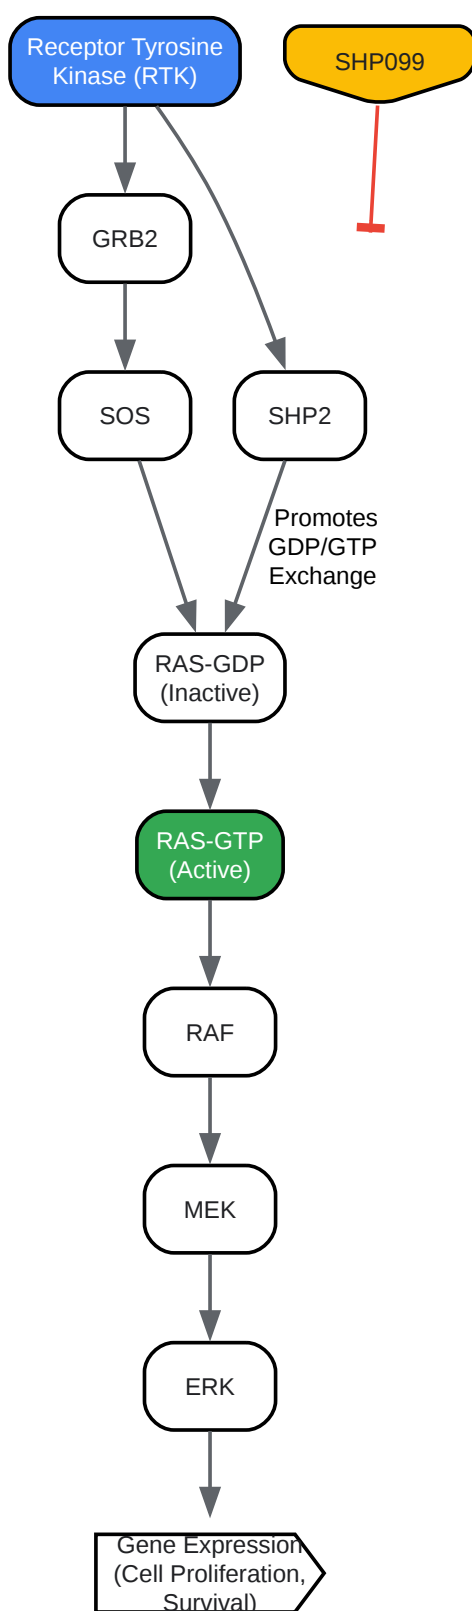 Receptor Tyrosine
Kinase (RTK)
SHP099
GRB2
SOS
SHP2
Promotes
GDP/GTP
Exchange
RAS-GDP
(Inactive)
RAS-GTP
(Active)
RAF
MEK
ERK
Gene Expression
(Cell Proliferation,
Survival)